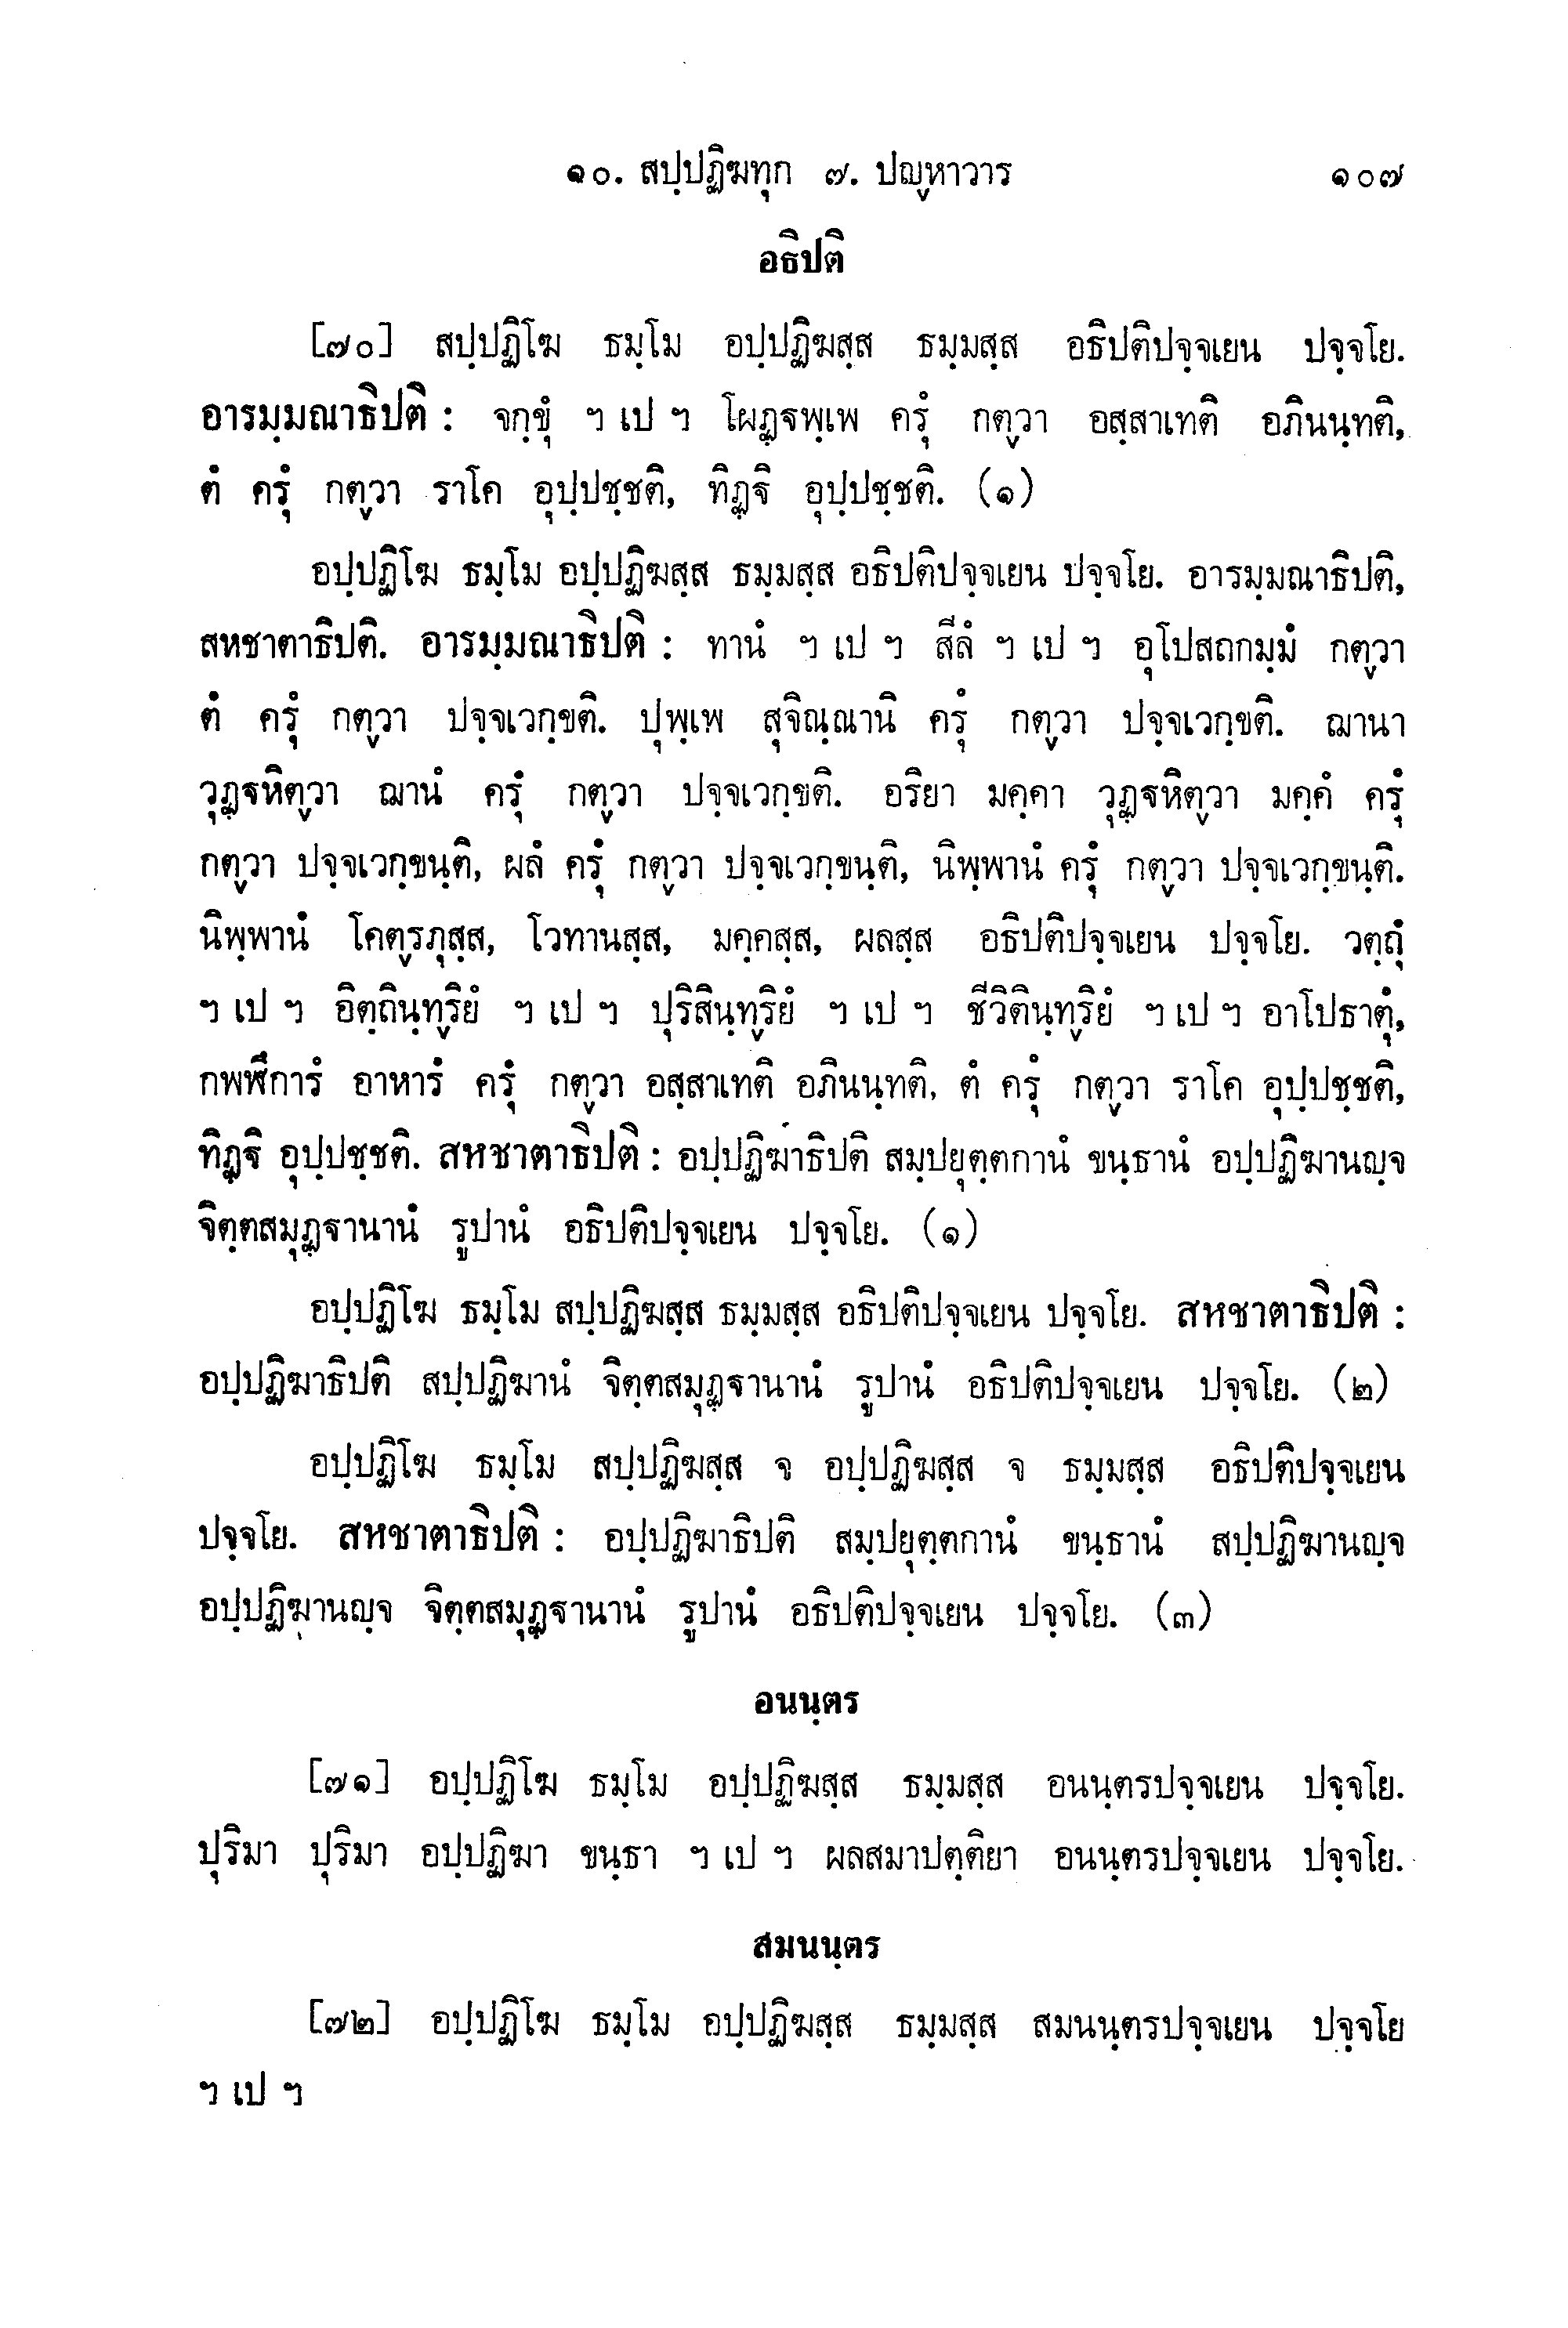 ๑๐. สปฺปฏิฆทุก ๗. ปญฺหาวาร ๑๐๗
อธิปติ
[๗๐] สปฺปฏิโฆ ธมฺโม อปฺปฏิฆสฺส ธมฺมสฺส อธิปติปจฺจเยน ปจฺจโย.
อารมฺมณาธิปติ : จกฺขุํ ฯ เป ฯ โผฏฺฐพฺเพ ครุํ กตฺวา อสฺสาเทติ อภินนฺทติ,
ตํ ครุํ กตฺวา ราโค อุปฺปชฺชติ, ทิฏฺฐิ อุปฺปชฺชติ. (๑)
อปฺปฏิโฆ ธมฺโม อปฺปฏิฆสฺส ธมฺมสฺส อธิปติปจฺจเยน ปจฺจโย. อารมฺมณาธิปติ,
สหชาตาธิปติ. อารมฺมณาธิปติ : ทานํ ฯ เป ฯ สีลํ ฯ เป ฯ อุโปสถกมฺมํ กตฺวา
ตํ ครุํ กตฺวา ปจฺจเวกฺขติ. ปุพฺเพ สุจิณฺณานิ ครุํ กตฺวา ปจฺจเวกฺขติ. ฌานา
วุฏฺฐหิตฺวา ฌานํ ครุํ กตฺวา ปจฺจเวกฺขติ. อริยา มคฺคา วุฏฺฐหิตฺวา มคฺคํ ครุํ
กตฺวา ปจฺจเวกฺขนฺติ, ผลํ ครุํ กตฺวา ปจฺจเวกฺขนฺติ, นิพฺพานํ ครุํ กตฺวา ปจฺจเวกฺขนฺติ.
นิพฺพานํ โคตฺรภุสฺส, โวทานสฺส, มคฺคสฺส, ผลสฺส อธิปติปจฺจเยน ปจฺจโย. วตฺถุํ
ฯ เป ฯ อิตฺถินฺทฺริยํ ฯ เป ฯ ปุริสินฺทฺริยํ ฯ เป ฯ ชีวิตินฺทฺริยํ ฯ เป ฯ อาโปธาตุํ,
กพฬีการํ อาหารํ ครุํ กตฺวา อสฺสาเทติ อภินนฺทติ, ตํ ครุํ กตฺวา ราโค อุปฺปชฺชติ,
ทิฏฺฐิ อุปฺปชฺชติ. สหชาตาธิปติ : อปฺปฏิฆาธิปติ สมฺปยุตฺตกานํ ขนฺธานํ อปฺปฏิฆานญฺจ
จิตฺตสมุฏฺฐานานํ รูปานํ อธิปติปจฺจเยน ปจฺจโย. (๑)
อปฺปฏิโฆ ธมฺโม สปฺปฏิฆสฺส ธมฺมสฺส อธิปติปจฺจเยน ปจฺจโย. สหชาตาธิปติ :
อปฺปฏิฆาธิปติ สปฺปฏิฆานํ จิตฺตสมุฏฺฐานานํ รูปานํ อธิปติปจฺจเยน ปจฺจโย. (๒)
อปฺปฏิโฆ ธมฺโม สปฺปฏิฆสฺส จ อปฺปฏิฆสฺส จ ธมฺมสฺส อธิปติปจฺจเยน
ปจฺจโย. สหชาตาธิปติ : อปฺปฏิฆาธิปติ สมฺปยุตฺตกานํ ขนฺธานํ สปฺปฏิฆานญฺจ
อปฺปฏิฆานญฺจ จิตฺตสมุฏฺฐานานํ รูปานํ อธิปติปจฺจเยน ปจฺจโย. (๓)
อนนฺตร
[๗๑] อปฺปฏิโฆ ธมฺโม อปฺปฏิฆสฺส ธมฺมสฺส อนนฺตรปจฺจเยน ปจฺจโย.
ปุริมา ปุริมา อปฺปฏิฆา ขนฺธา ฯ เป ฯ ผลสมาปตฺติยา อนนฺตรปจฺจเยน ปจฺจโย.
สมนนฺตร
[๗๒] อปฺปฏิโฆ ธมฺโม อปฺปฏิฆสฺส ธมฺมสฺส สมนนฺตรปจฺจเยน ปจฺจโย
ฯ เป ฯ